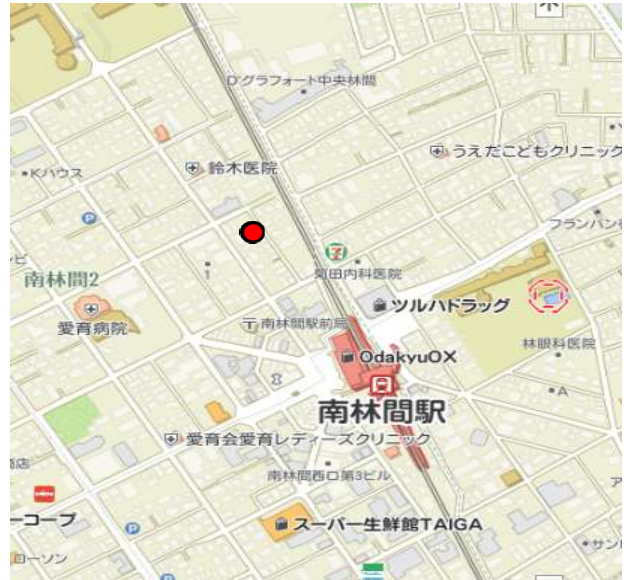 D'グラフォート中央林間
うえだこどもクリニック
鈴木医院
Kハウス
P
フランバン
7
南林間2
1
菊田内科医院
愛育病院
ツルハドラッグ
南林間駅前局
林眼科医院
OdakyuOX
A
南林間駅
愛育会愛育レディーズクリニック
南林間西口第3ビル
スーパー生鮮館TAIGA
P
ーコープ
ローソン
P